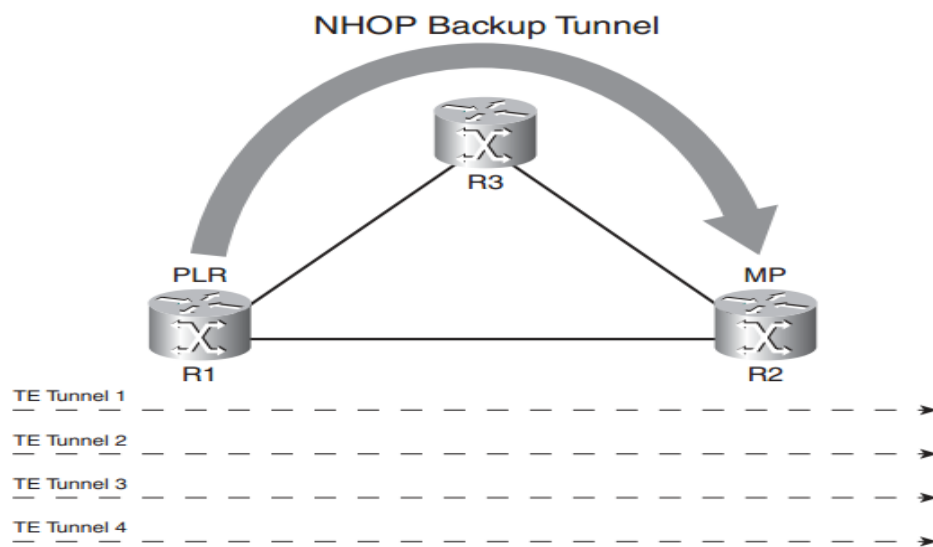 NHOP Backup Tunnel
R3
PLR
MP
R1
R2
TE Tunnel 1
TE Tunnel 2
TE Tunnel 3
TE Tunnel 4